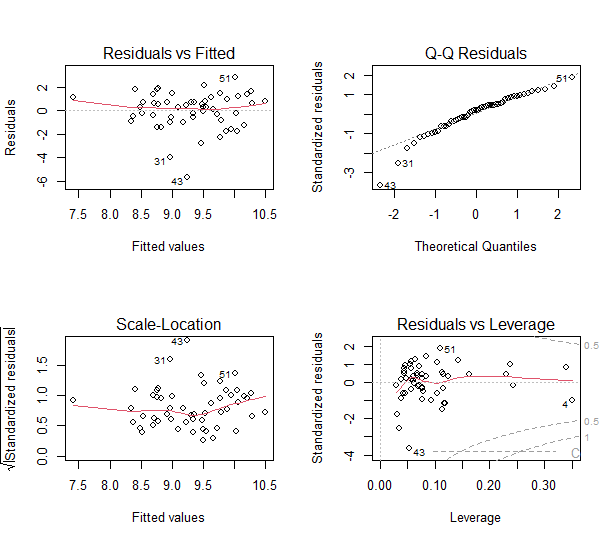 Residuals vs Fitted
Residuals
2
0
-2
-4
-6
51
31
43
7.5 8.0 8.5 9.0 9.5 10.5
Fitted values
Q-Q Residuals
Standardized residuals
2
1
-1
-3
51
31
43
-2 -1 0 1 2
Theoretical Quantiles
Scale-Location
√|Standardized residuals|
1.5
1.0
0.5
0.0
43
31
51
7.5 8.0 8.5 9.0 9.5 10.5
Fitted values
Residuals vs Leverage
Standardized residuals
2
1
0
-2
-4
51
4
43
0.5
0.5
1
0.00 0.10 0.20 0.30
Leverage